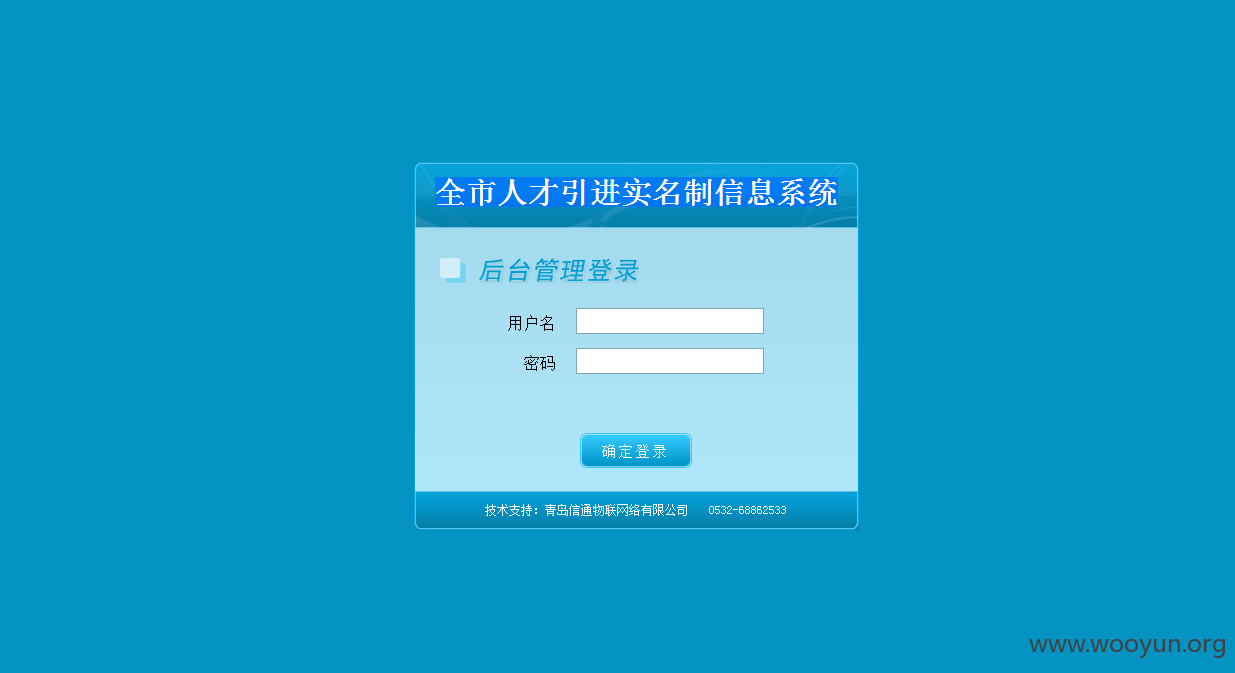 全市人才引进实名制信息系统
后台管理登录
用户名
密码
确定登录
技术支持：青岛信通物联网络有限公司 0532-68862533
www.wooyun.org